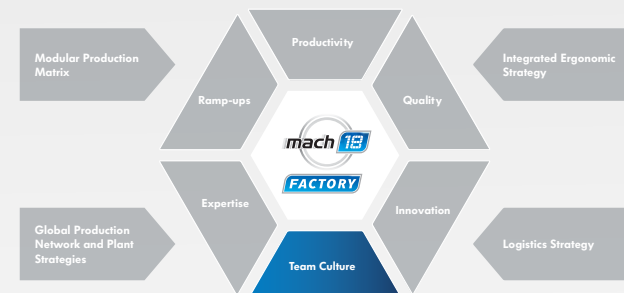 Productivity
Modular Production
Matrix
Integrated Ergonomic
Strategy
Ramp-ups
Quality
mach 18
FACTORY
Expertise
Innovation
Global Production
Network and Plant
Strategies
Logistics Strategy
Team Culture